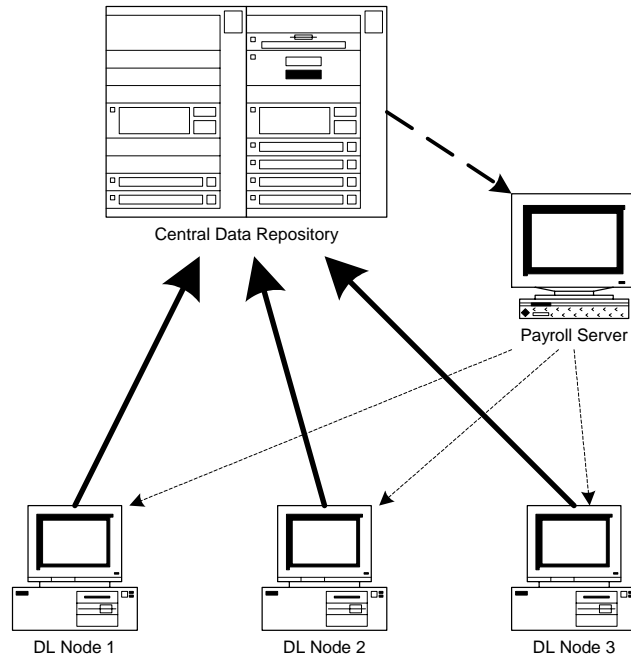 Central Data Repository
Payroll Server
DL Node 1
DL Node 2
DL Node 3